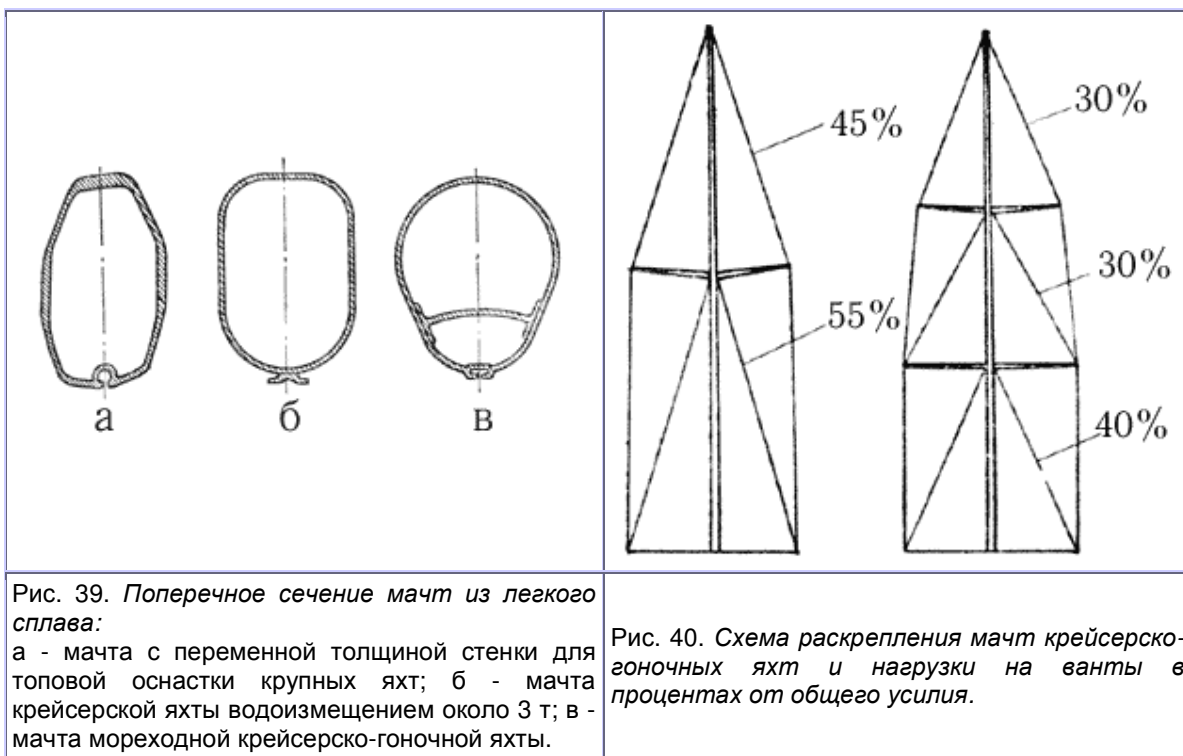 45%
55%
30%
30%
40%
а
б
в
Рис. 39. Поперечное сечение мачт из легкого
сплава:
а - мачта с переменной толщиной стенки для
топовой оснастки крупных яхт; б - мачта
крейсерской яхты водоизмещением около 3 т; в -
мачта мореходной крейсерско-гоночной яхты.
Рис. 40. Схема раскрепления мачт крейсерско-
гоночных яхт и нагрузки на ванты в
процентах от общего усилия.